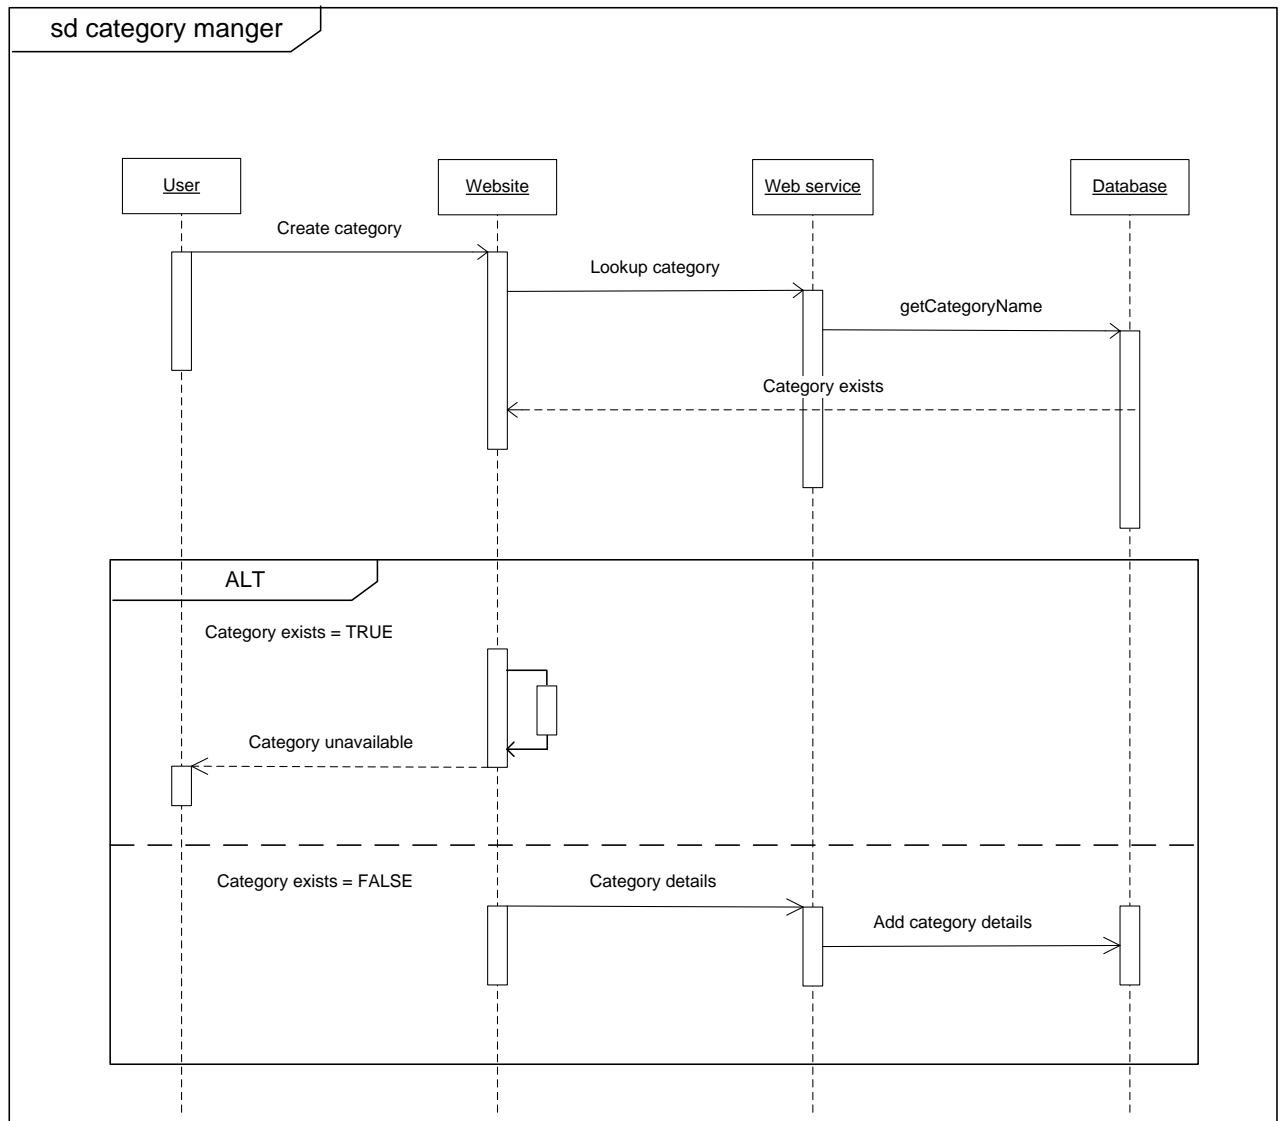 sd category manger
User
Website
Web service
Database
Create category
Lookup category
getCategoryName
Category exists
ALT
Category exists = TRUE
Category unavailable
Category exists = FALSE
Category details
Add category details